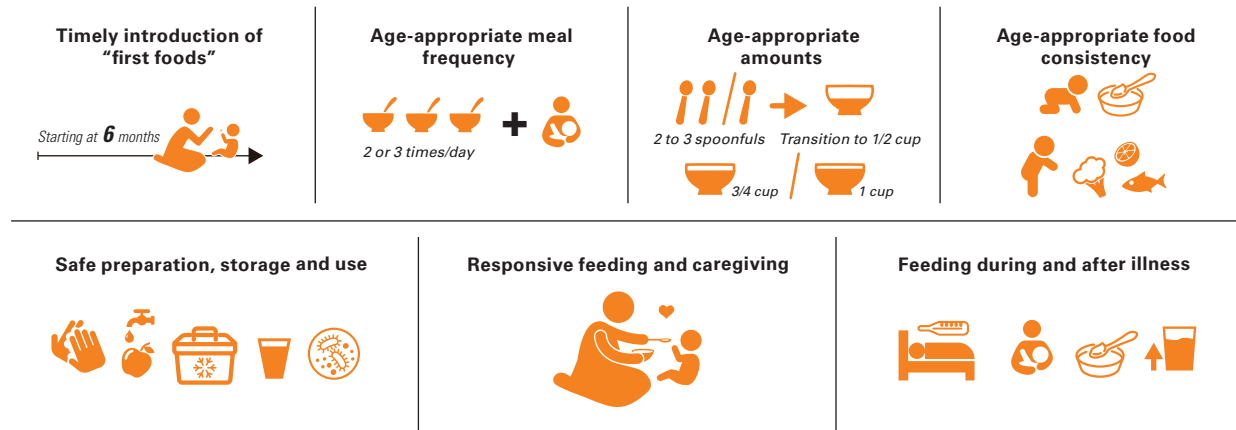 Timely introduction of
“first foods”
Starting at 6 months
Age-appropriate meal
frequency
2 or 3 times/day
Age-appropriate
amounts
2 to 3 spoonfuls
Transition to 1/2 cup
3/4 cup
1 cup
Age-appropriate food
consistency
Safe preparation, storage and use
Responsive feeding and caregiving
Feeding during and after illness